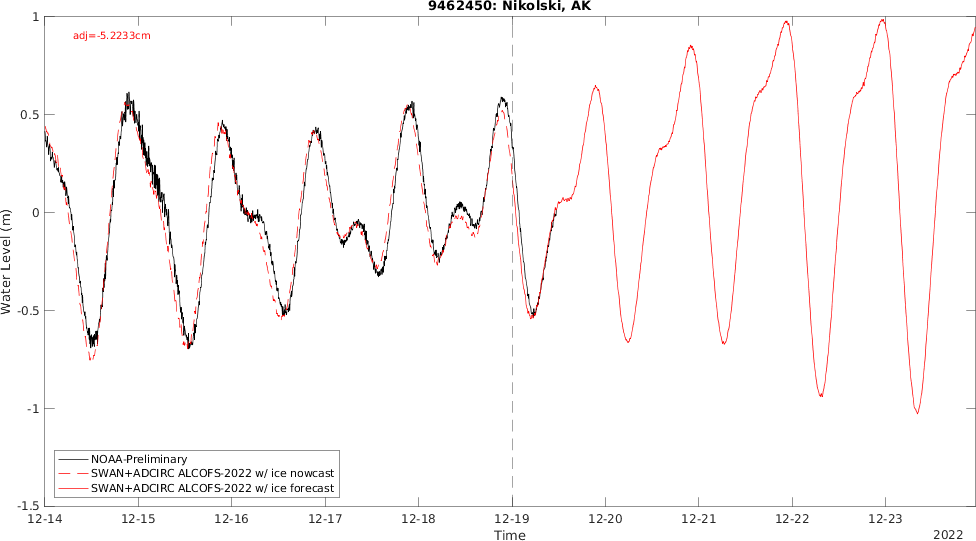 9462450: Nikolski, AK
adj=-5.2233cm
1
0.5
0
-0.5
-1
-1.5
Water Level (m)
NOAA-Preliminary
SWAN+ADCIRC ALCOFS-2022 w/ ice nowcast
SWAN+ADCIRC ALCOFS-2022 w/ ice forecast
12-14 12-15 12-16 12-17 12-18 12-19 12-20 12-21 12-22 12-23
Time
2022